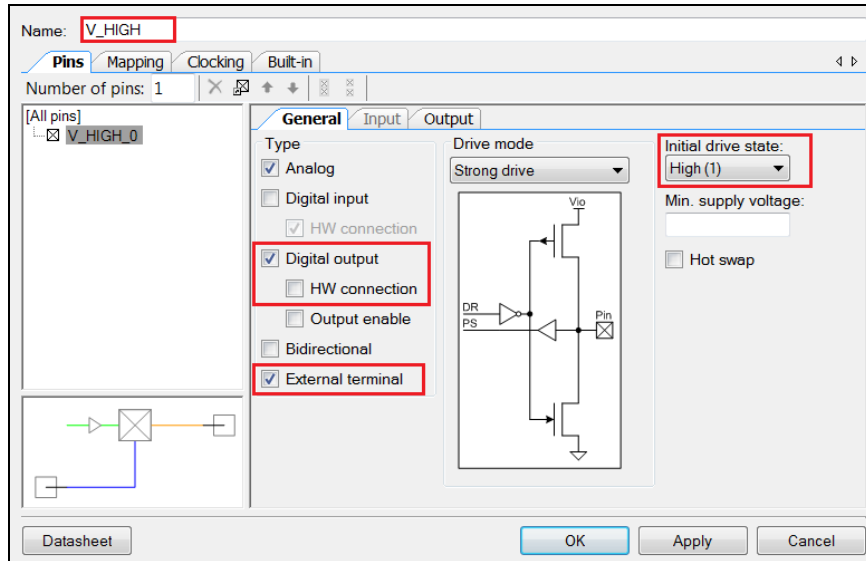 Name: V_HIGH
Pins Mapping Clocking Built-in
Number of pins: 1
[All pins]
V_HIGH_0
General Input Output
Type
Analog
Digital input
HW connection
Digital output
HW connection
Output enable
Bidirectional
External terminal
Drive mode
Strong drive
Vio
DR
PS
Pin
Initial drive state:
High (1)
Min. supply voltage:
Hot swap
Datasheet OK Apply Cancel